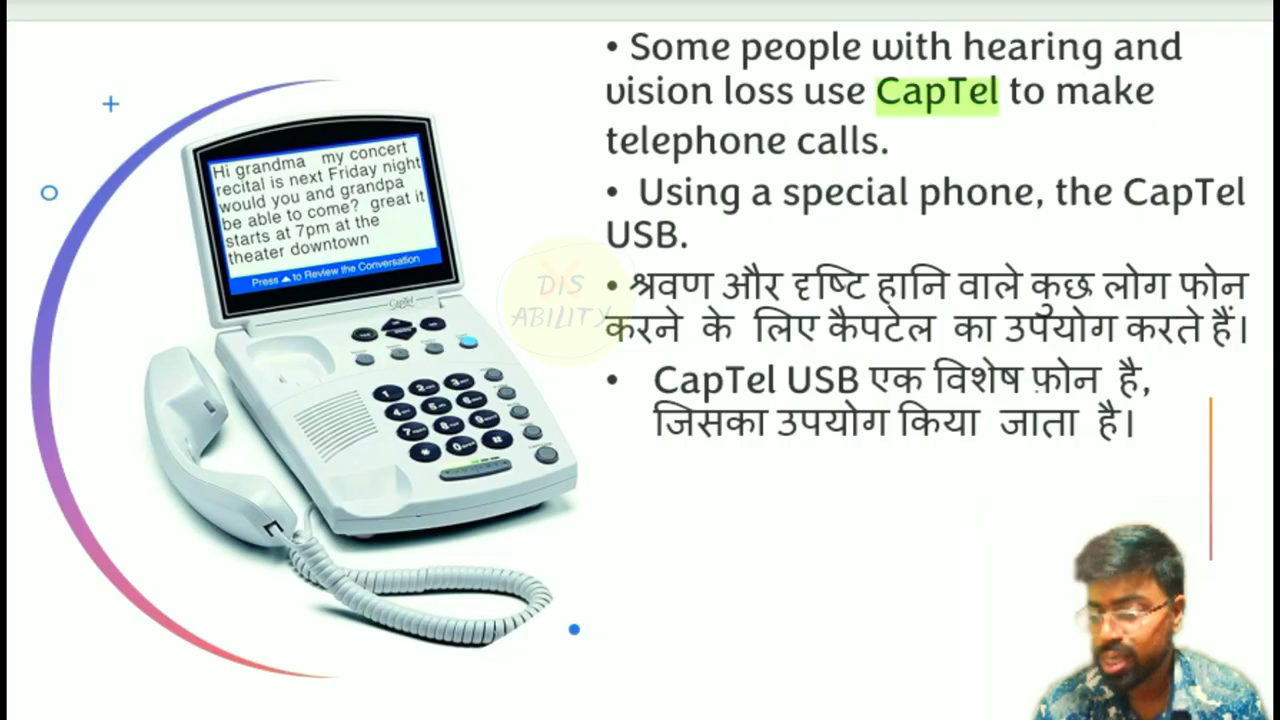 • Some people with hearing and
vision loss use CapTel to make
telephone calls.
• Using a special phone, the CapTel
USB.
• श्रवण और दृष्टि हानि वाले कुछ लोग फोन
करने के लिए कैपटेल का उपयोग करते हैं।
• CapTel USB एक विशेष फ़ोन है,
जिसका उपयोग किया जाता है।
Hi grandma my concert
recital is next Friday night
would you and grandpa
be able to come? great it
starts at 7pm at the
theater downtown
Press ▲ to Review the Conversation
CapTel
DIS
ABILITY